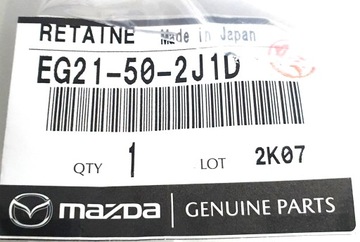 RETAINE Made in Japan
EG21-50-2J1D
QTY 1 LOT 2K07
mazda GENUINE PARTS